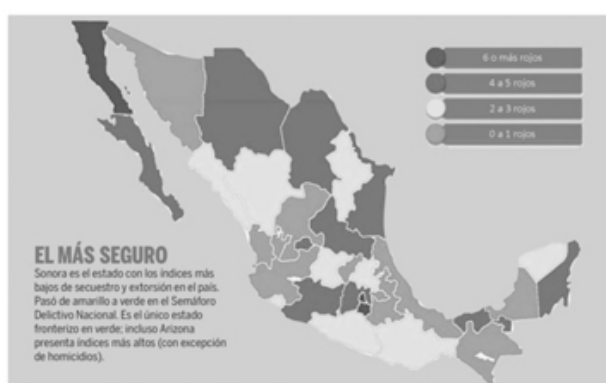 6 o más rojos
4 a 5 rojos
2 a 3 rojos
0 a 1 rojos
EL MÁS SEGURO
Sonora es el estado con los índices más
bajos de secuestro y extorsión en el país.
Pasó de amarillo a verde en el Semáforo
Delictivo Nacional. Es el único estado
fronterizo en verde; incluso Arizona
presenta índices más altos (con excepción
de homicidios).